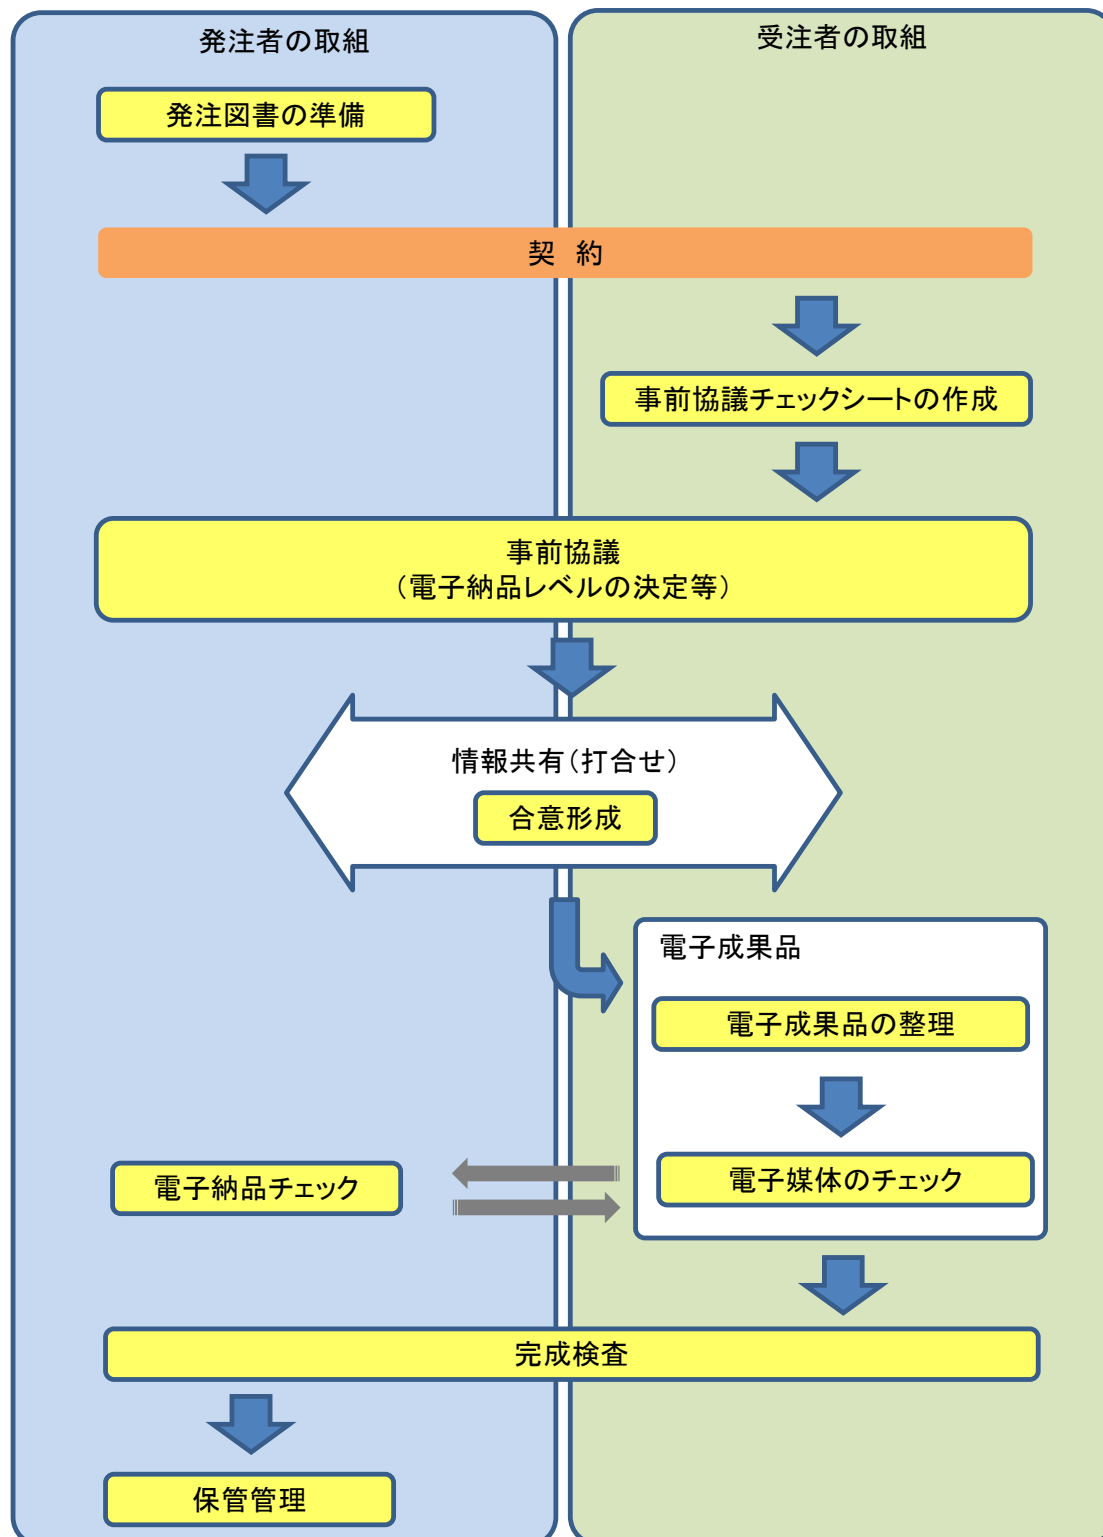 発注者の取組
受注者の取組
発注図書の準備
契　約
事前協議チェックシートの作成
事前協議
（電子納品レベルの決定等）
情報共有（打合せ）
合意形成
電子成果品
電子成果品の整理
電子納品チェック
電子媒体のチェック
完成検査
保管管理